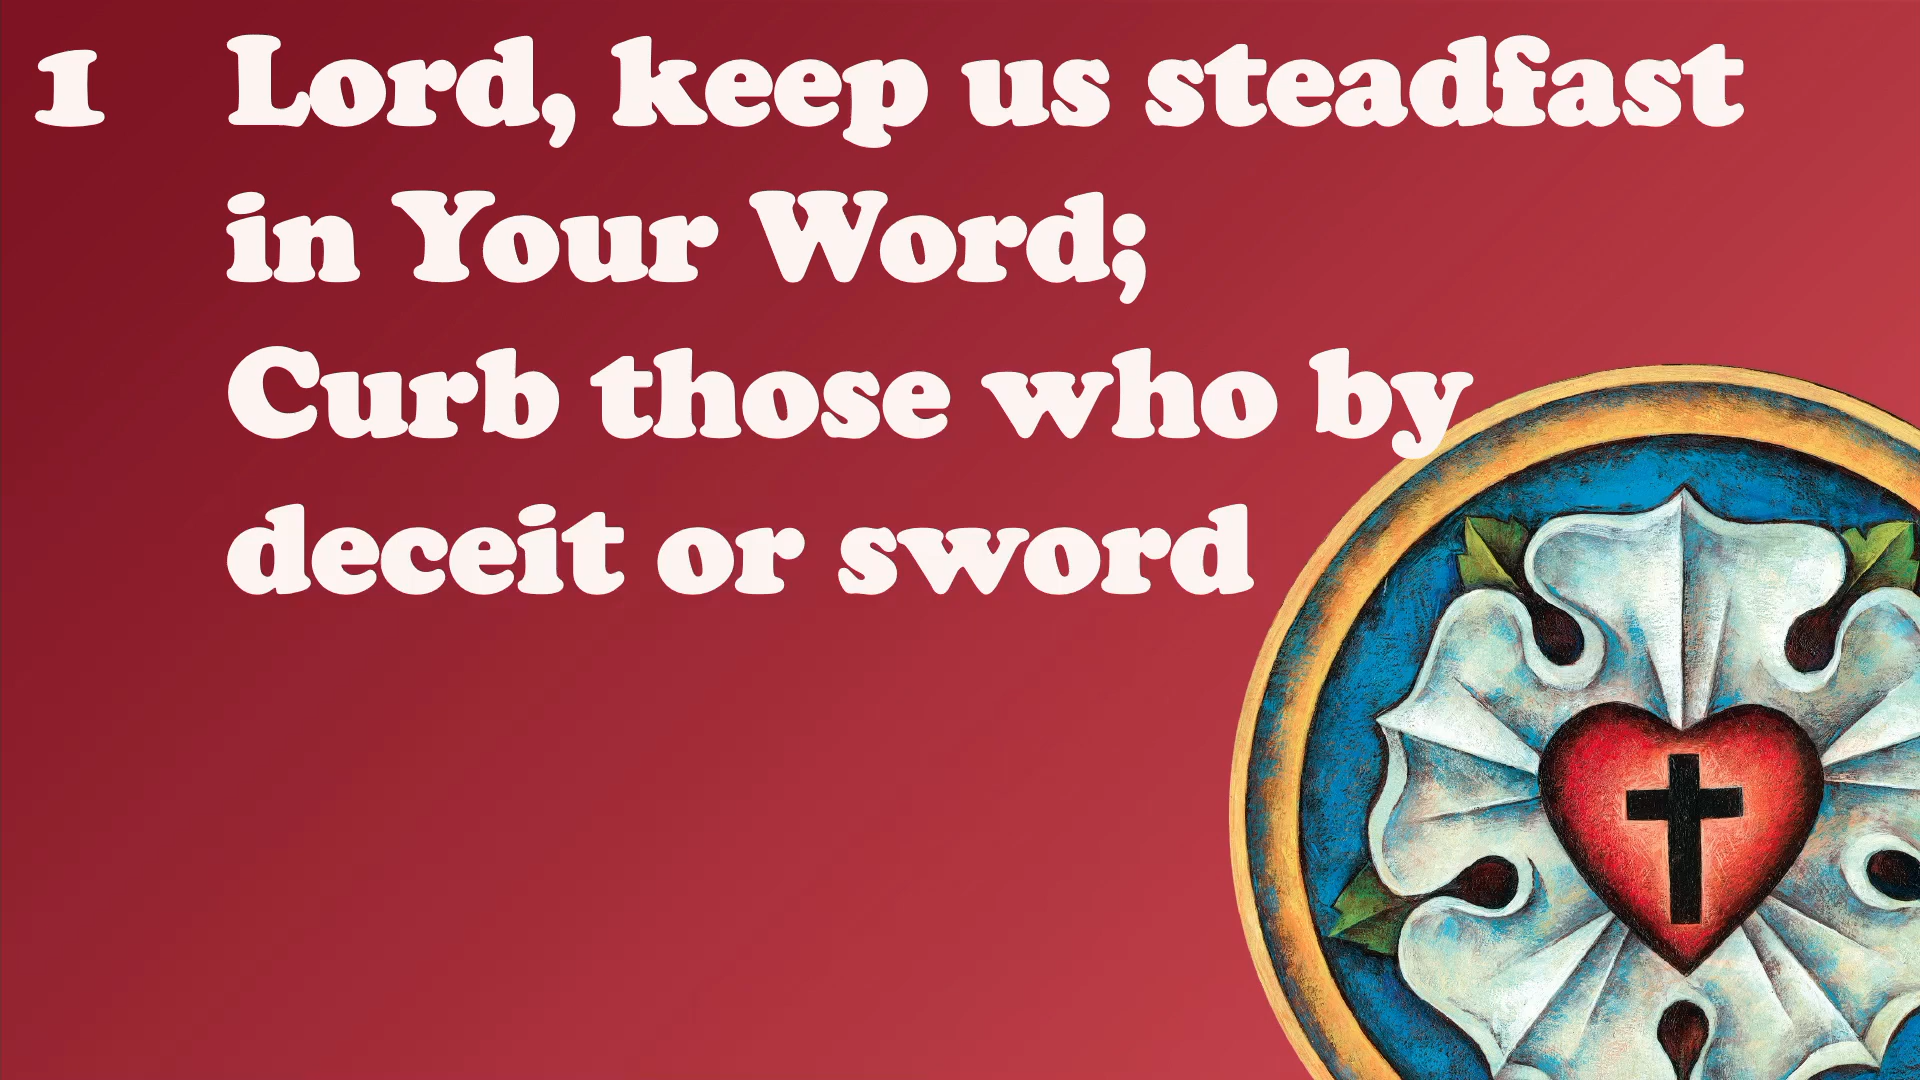 1 Lord, keep us steadfast
in Your Word;
Curb those who by
deceit or sword